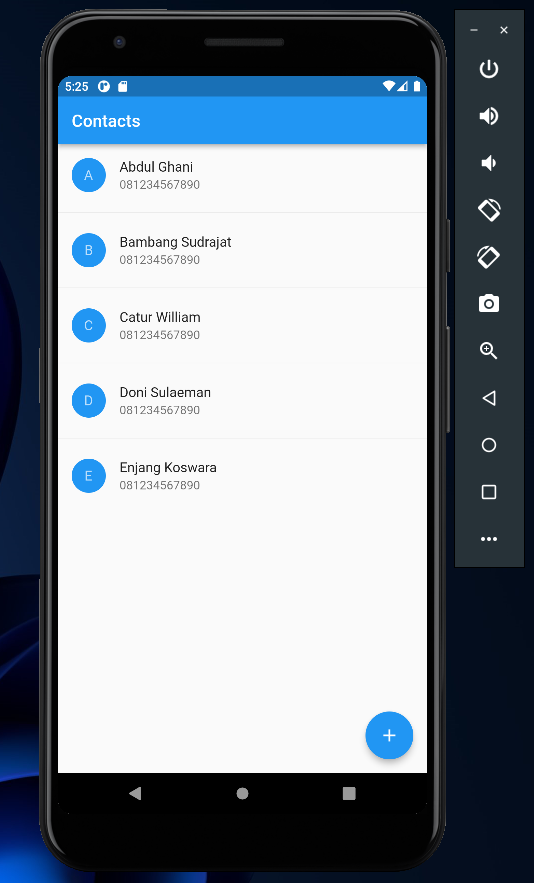 5:25
Contacts
A
Abdul Ghani
081234567890
B
Bambang Sudrajat
081234567890
C
Catur William
081234567890
D
Doni Sulaeman
081234567890
E
Enjang Koswara
081234567890